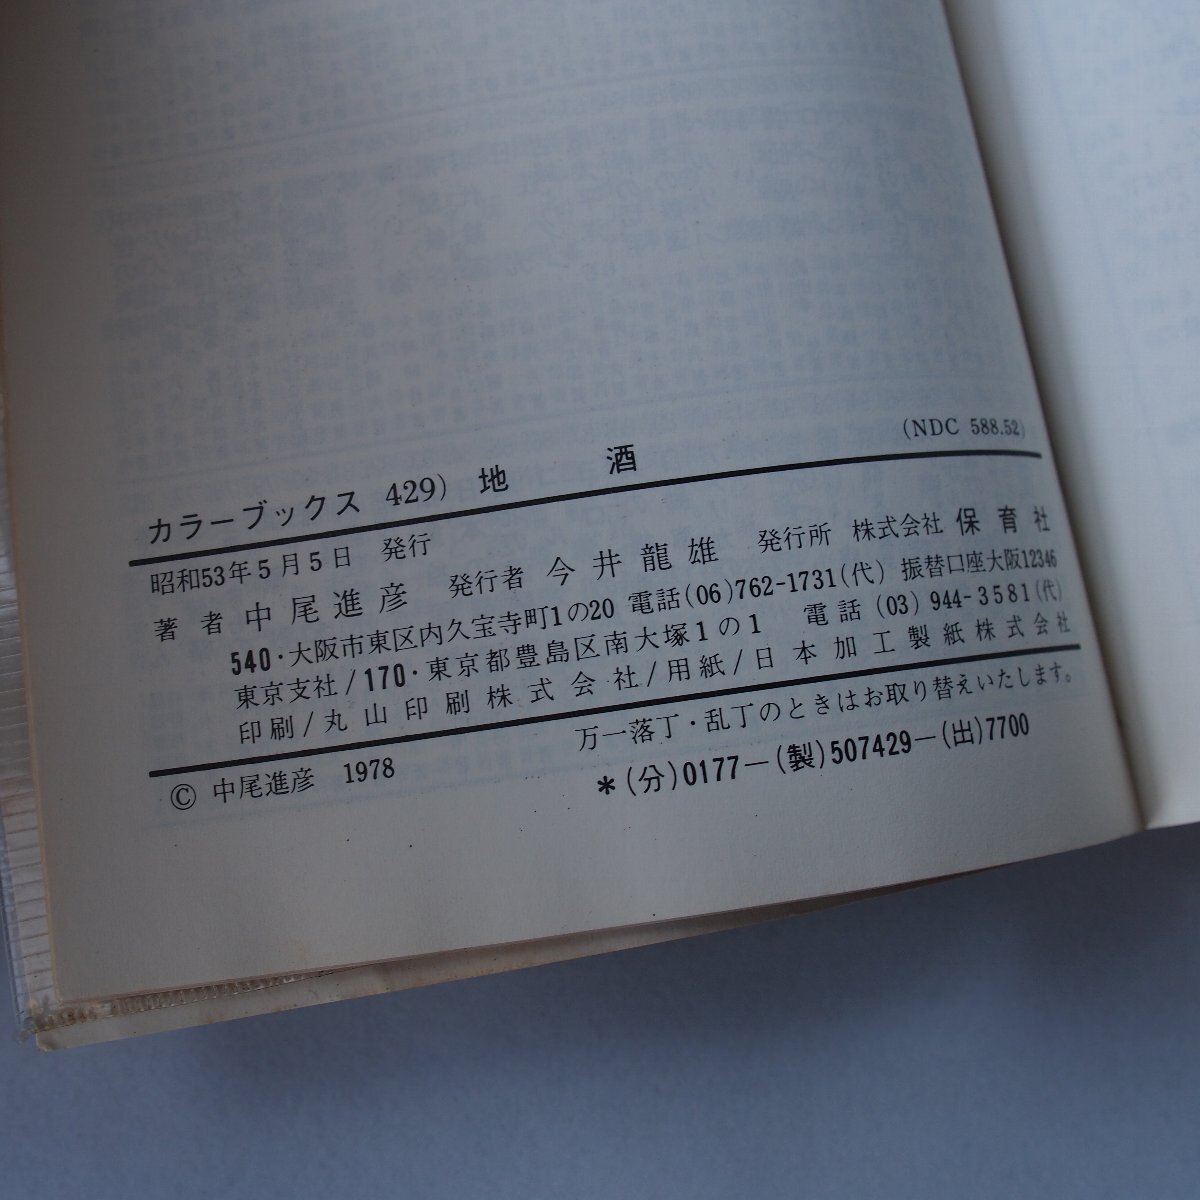 (NDC 588.52)
カラーブックス 429) 地 酒
昭和53年5月5日 発行
著 者 中 尾 進 彦 発行者 今 井 龍 雄 発行所 株式会社 保 育 社
540・大阪市東区内久宝寺町1の20 電話(06)762-1731(代) 振替口座大阪12346
東京支社/170・東京都豊島区南大塚1の1 電話 (03) 944-3581(代)
印刷/丸 山 印 刷 株 式 会 社/用紙/日 本 加 工 製 紙 株 式 会 社
万一落丁・乱丁のときはお取り替えいたします。
Ⓒ 中尾進彦 1978
*(分)0177―(製)507429―(出)7700